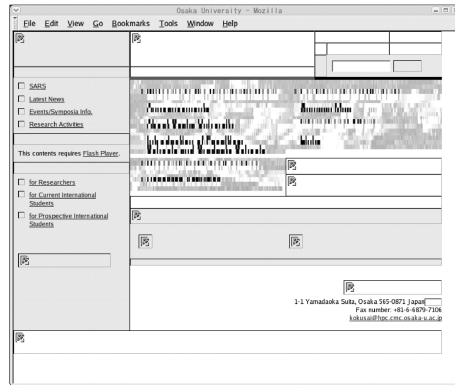 Osaka University - Mozilla
File Edit View Go Bookmarks Tools Window Help
SARS
Latest News
Events/Symposia Info.
Research Activities
This contents requires Flash Player.
for Researchers
for Current International
Students
for Prospective International
Students
1-1 Yamadaoka Suita, Osaka 565-0871 Japan
Fax number: +81-6-6879-7106
kokusai@hpc.cmc.osaka-u.ac.jp